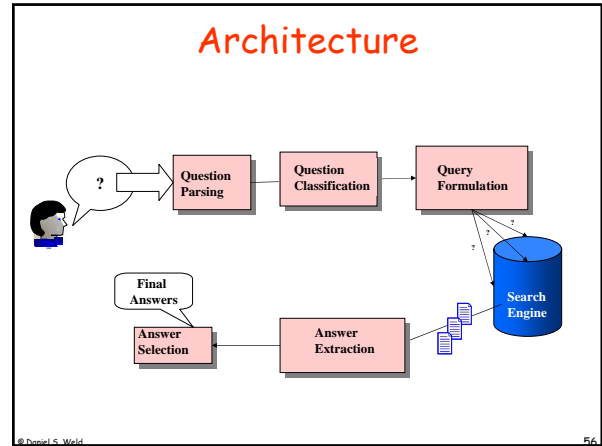 Architecture
?
Question
Parsing
Question
Classification
Query
Formulation
?
?
?
Search
Engine
Final
Answers
Answer
Selection
Answer
Extraction
© Daniel S. Weld
56